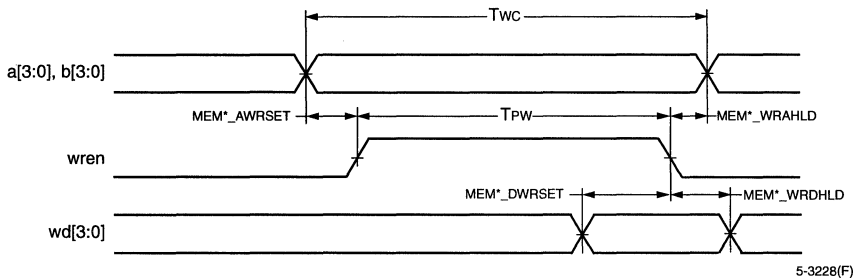 TWC
a[3:0], b[3:0]
MEM*_AWRSET TPW MEM*_WRAHLD
wren
MEM*_DWRSET MEM*_WRDHLD
wd[3:0]
5-3228(F)